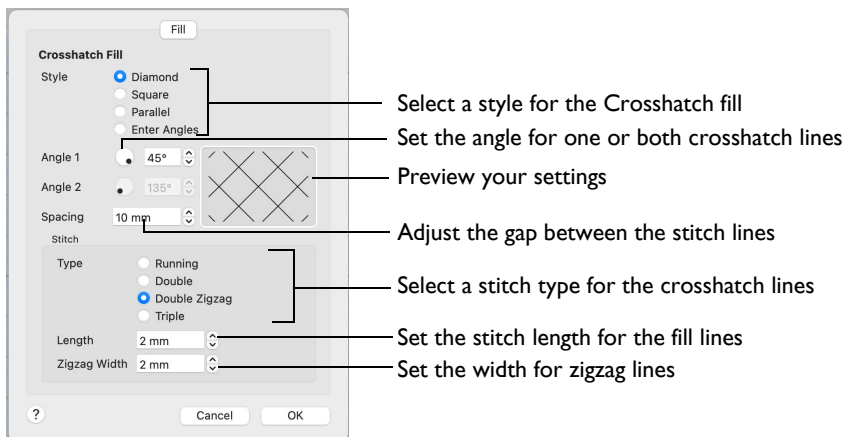 Fill
Crosshatch Fill
Style Diamond
Square
Parallel
Enter Angles
Select a style for the Crosshatch fill
Set the angle for one or both crosshatch lines
Angle 1 45°
Preview your settings
Angle 2 135°
Spacing 10 mm
Adjust the gap between the stitch lines
Stitch
Type Running
Double
Double Zigzag
Triple
Select a stitch type for the crosshatch lines
Length 2 mm
Set the stitch length for the fill lines
Zigzag Width 2 mm
Set the width for zigzag lines
? Cancel OK